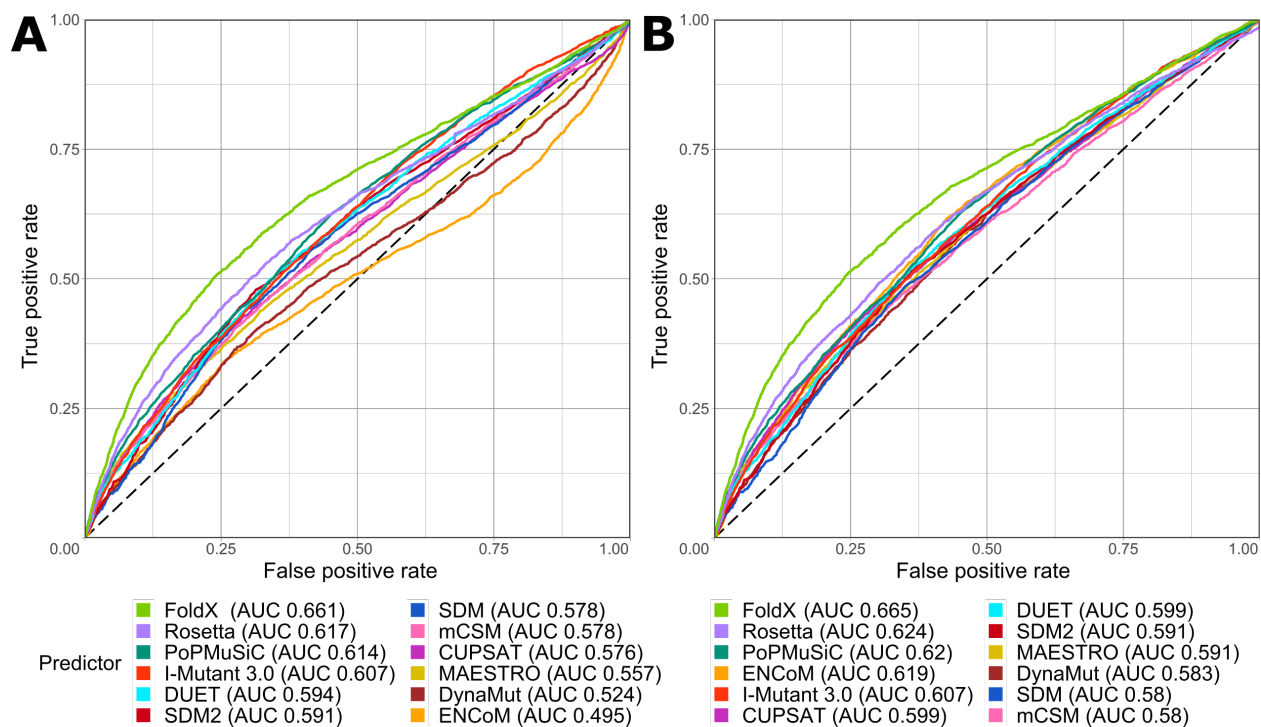 A
B
1.00
0.75
0.50
0.25
0.00
0.25
0.50
0.75
1.00
True positive rate
False positive rate
1.00
0.75
0.50
0.25
0.00
0.25
0.50
0.75
1.00
True positive rate
False positive rate
Predictor
FoldX (AUC 0.661)
Rosetta (AUC 0.617)
PoPMuSiC (AUC 0.614)
I-Mutant 3.0 (AUC 0.607)
DUET (AUC 0.594)
SDM2 (AUC 0.591)
SDM (AUC 0.578)
mCSM (AUC 0.578)
CUPSAT (AUC 0.576)
MAESTRO (AUC 0.557)
DynaMut (AUC 0.524)
ENCoM (AUC 0.495)
FoldX (AUC 0.665)
Rosetta (AUC 0.624)
PoPMuSiC (AUC 0.62)
ENCoM (AUC 0.619)
I-Mutant 3.0 (AUC 0.607)
CUPSAT (AUC 0.599)
DUET (AUC 0.599)
SDM2 (AUC 0.591)
MAESTRO (AUC 0.591)
DynaMut (AUC 0.583)
SDM (AUC 0.58)
mCSM (AUC 0.58)